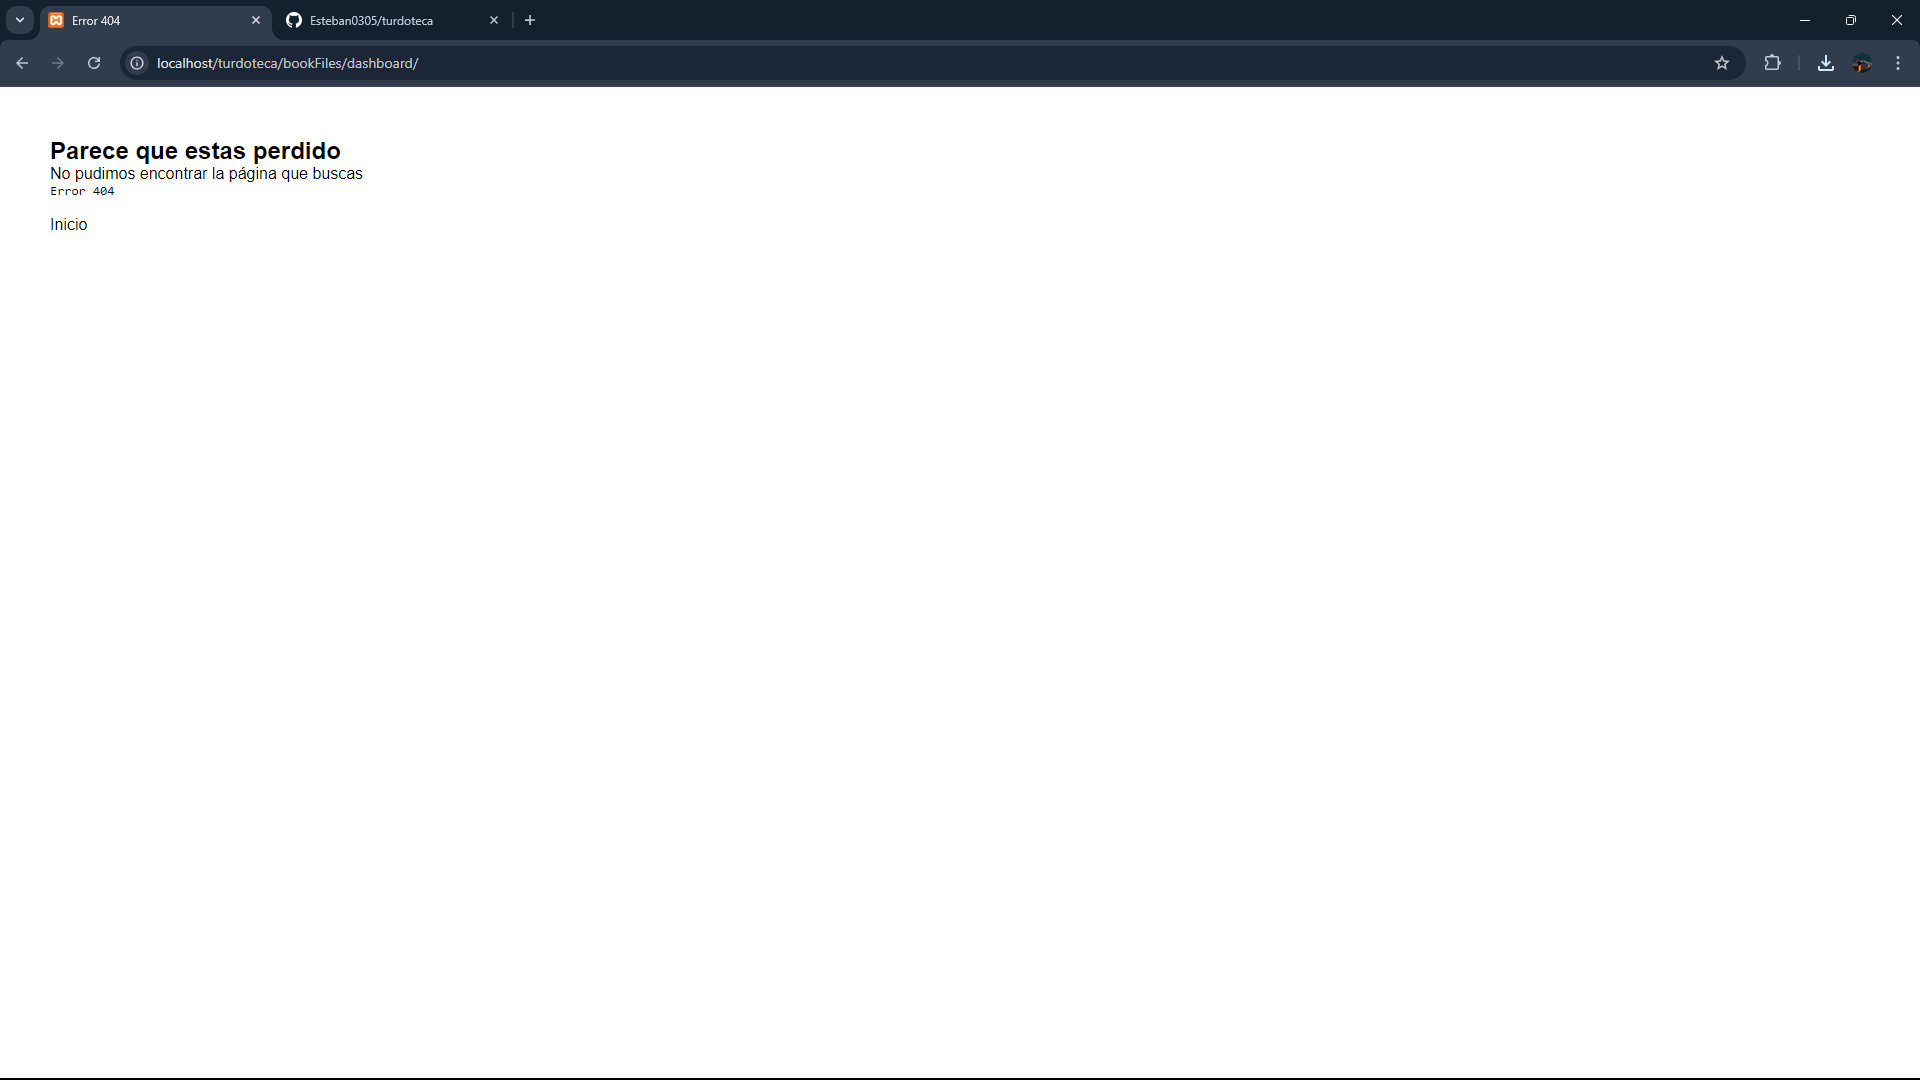 Error 404
Esteban0305/turdoteca
localhost/turdoteca/bookFiles/dashboard/
Parece que estas perdido
No pudimos encontrar la página que buscas
Error 404
Inicio